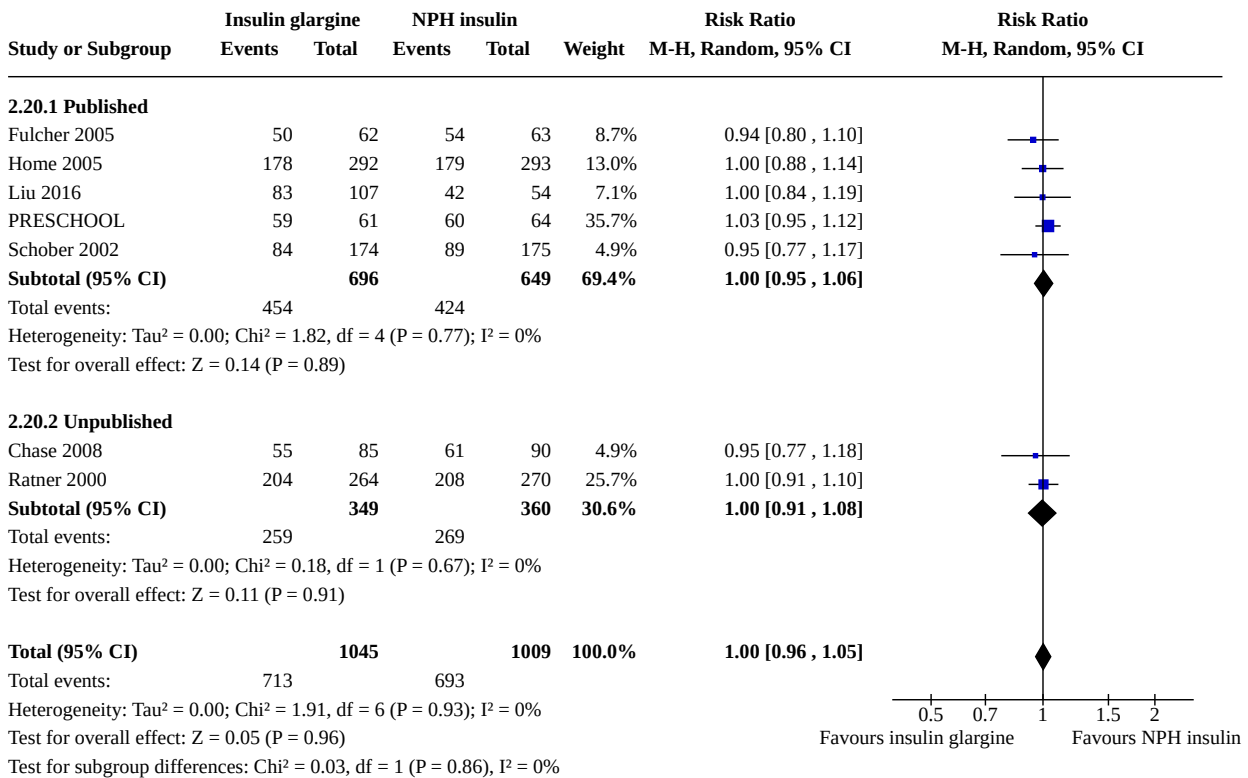 Insulin glargine NPH insulin Risk Ratio Risk Ratio
Study or Subgroup Events Total Events Total Weight M-H, Random, 95% CI M-H, Random, 95% CI
2.20.1 Published
Fulcher 2005 50 62 54 63 8.7% 0.94 [0.80 , 1.10]
Home 2005 178 292 179 293 13.0% 1.00 [0.88 , 1.14]
Liu 2016 83 107 42 54 7.1% 1.00 [0.84 , 1.19]
PRESCHOOL 59 61 60 64 35.7% 1.03 [0.95 , 1.12]
Schober 2002 84 174 89 175 4.9% 0.95 [0.77 , 1.17]
Subtotal (95% CI) 696 649 69.4% 1.00 [0.95 , 1.06]
Total events: 454 424
Heterogeneity: Tau² = 0.00; Chi² = 1.82, df = 4 (P = 0.77); I² = 0%
Test for overall effect: Z = 0.14 (P = 0.89)
2.20.2 Unpublished
Chase 2008 55 85 61 90 4.9% 0.95 [0.77 , 1.18]
Ratner 2000 204 264 208 270 25.7% 1.00 [0.91 , 1.10]
Subtotal (95% CI) 349 360 30.6% 1.00 [0.91 , 1.08]
Total events: 259 269
Heterogeneity: Tau² = 0.00; Chi² = 0.18, df = 1 (P = 0.67); I² = 0%
Test for overall effect: Z = 0.11 (P = 0.91)
Total (95% CI) 1045 1009 100.0% 1.00 [0.96 , 1.05]
Total events: 713 693
Heterogeneity: Tau² = 0.00; Chi² = 1.91, df = 6 (P = 0.93); I² = 0%
0.5 0.7 1 1.5 2
Test for overall effect: Z = 0.05 (P = 0.96)
Favours insulin glargine Favours NPH insulin
Test for subgroup differences: Chi² = 0.03, df = 1 (P = 0.86), I² = 0%